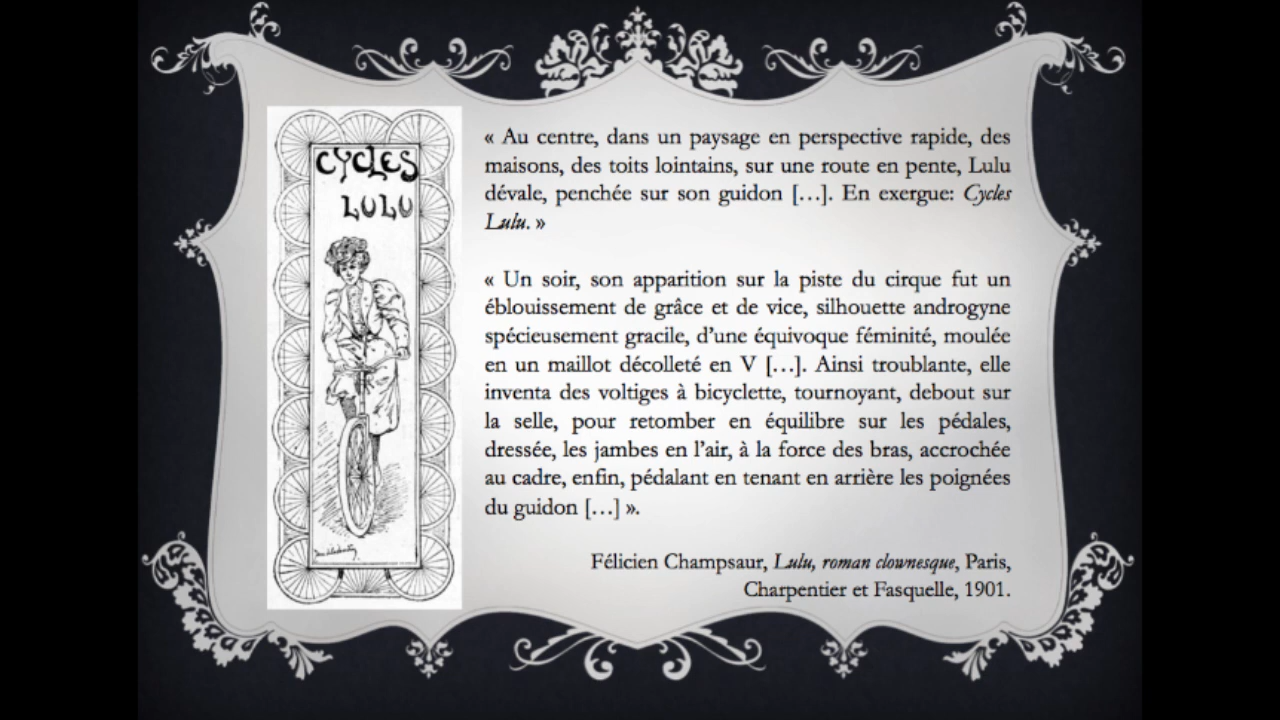 CYCLES
LULU
« Au centre, dans un paysage en perspective rapide, des
maisons, des toits lointains, sur une route en pente, Lulu
dévale, penchée sur son guidon […]. En exergue: Cycles
Lulu. »
« Un soir, son apparition sur la piste du cirque fut un
éblouissement de grâce et de vice, silhouette androgyne
spécieusement gracile, d’une équivoque féminité, moulée
en un maillot décolleté en V […]. Ainsi troublante, elle
inventa des voltiges à bicyclette, tournoyant, debout sur
la selle, pour retomber en équilibre sur les pédales,
dressée, les jambes en l’air, à la force des bras, accrochée
au cadre, enfin, pédalant en tenant en arrière les poignées
du guidon […] ».
Félicien Champsaur, Lulu, roman clownesque, Paris,
Charpentier et Fasquelle, 1901.